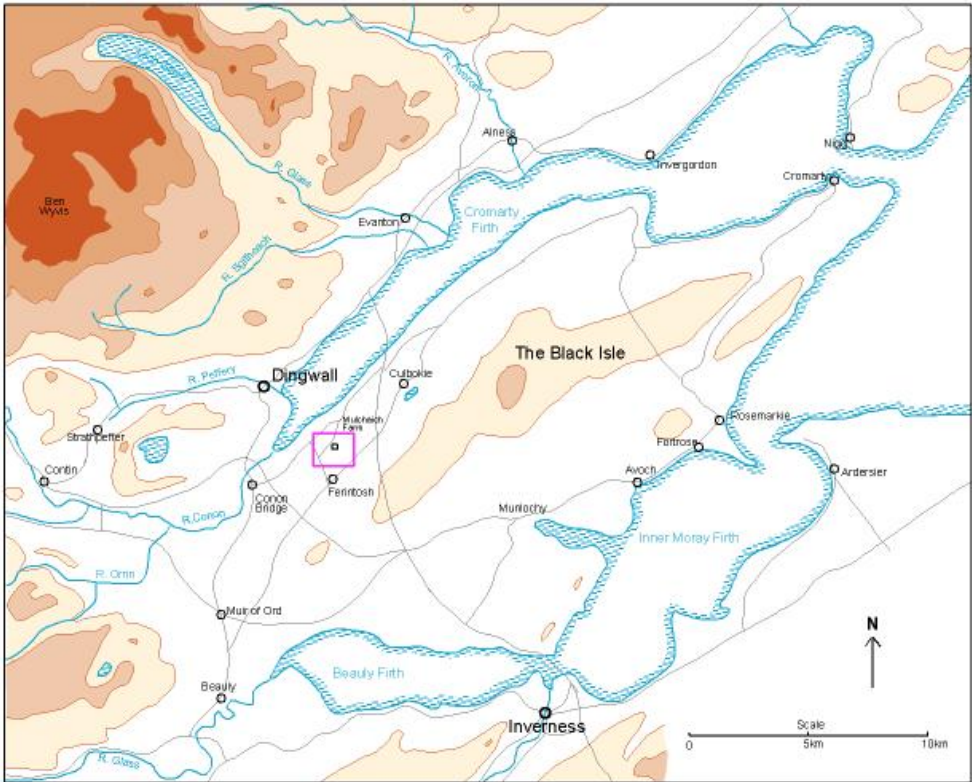 R. Averon
Alness
Nigg
Invergordon
Cromarty
R. Glass
Ben
Wyvis
Evanton
Cromarty
Firth
R. Sgitheach
The Black Isle
Dingwall
R. Peffery
Culbokie
Mulchaich
Farm
Rosemarkie
Strathpeffer
Fortrose
Contin
Conon
Bridge
Ferintosh
Avoch
Ardersier
Munlochy
R.Conon
Inner Moray Firth
R. Orrin
Muir of Ord
N
Beauly Firth
Beauly
Inverness
Scale
0
5km
10km
R. Glass